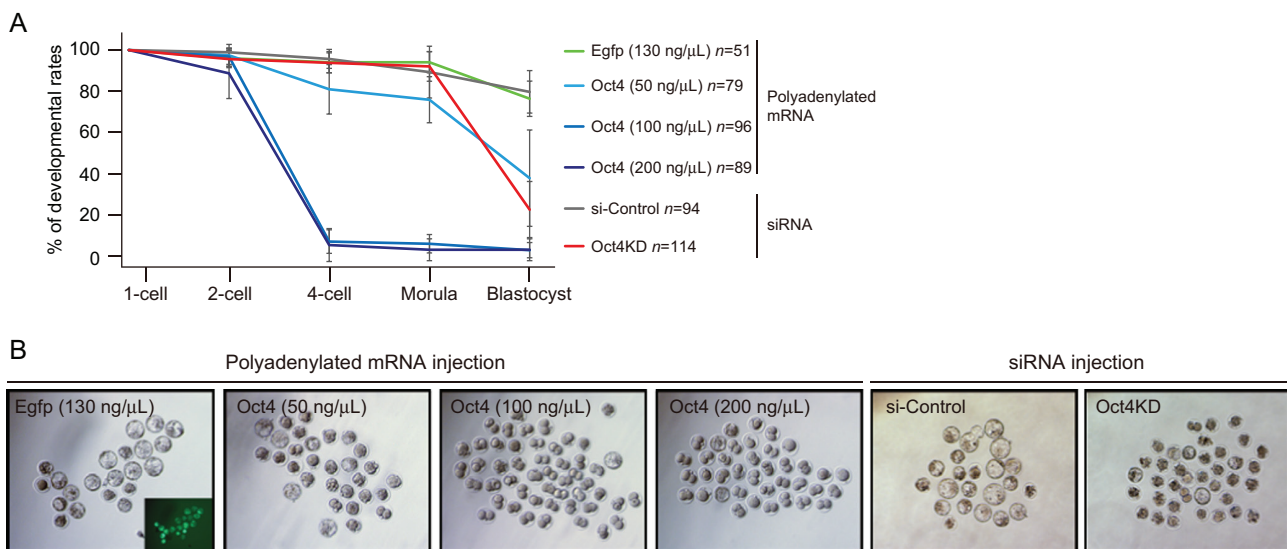 A
% of developmental rates
100
80
60
40
20
0
1-cell
2-cell
4-cell
Morula
Blastocyst
Egfp (130 ng/μL) n=51
Oct4 (50 ng/μL) n=79
Oct4 (100 ng/μL) n=96
Oct4 (200 ng/μL) n=89
si-Control n=94
Oct4KD n=114
Polyadenylated
mRNA
siRNA
B
Polyadenylated mRNA injection
siRNA injection
Egfp (130 ng/μL)
Oct4 (50 ng/μL)
Oct4 (100 ng/μL)
Oct4 (200 ng/μL)
si-Control
Oct4KD